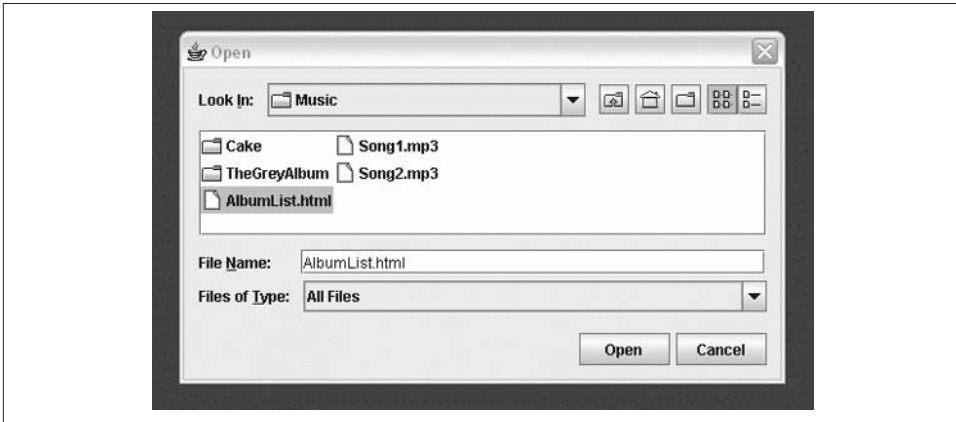 Open
Look In: Music
Cake Song1.mp3
TheGreyAlbum Song2.mp3
AlbumList.html
File Name: AlbumList.html
Files of Type: All Files
Open Cancel